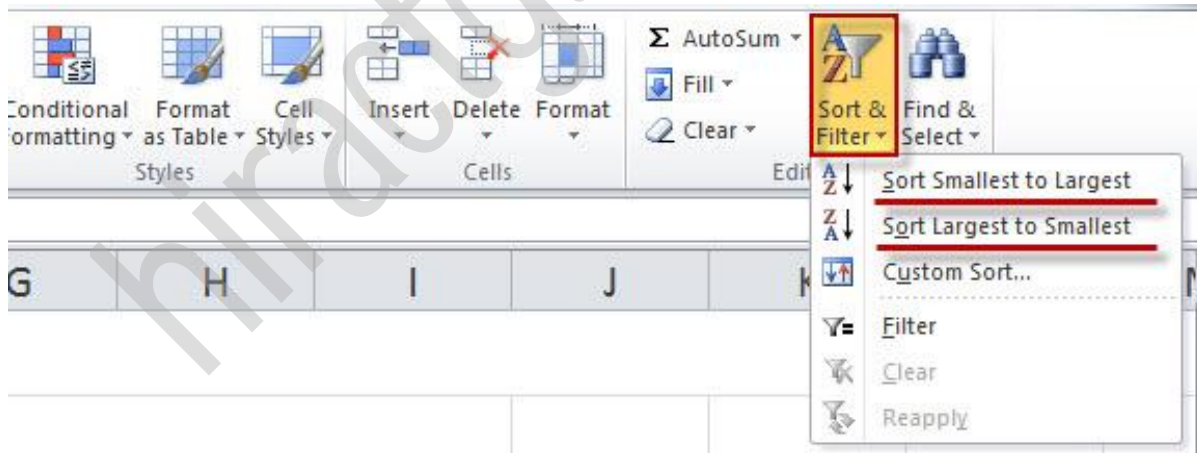 Conditional Formatting
Format as Table
Cell Styles
Styles
Insert
Delete
Format
Cells
Σ AutoSum
Fill
Clear
Sort & Filter
Find & Select
Edit
Sort Smallest to Largest
Sort Largest to Smallest
Custom Sort...
Filter
Clear
Reapply
G H I J K